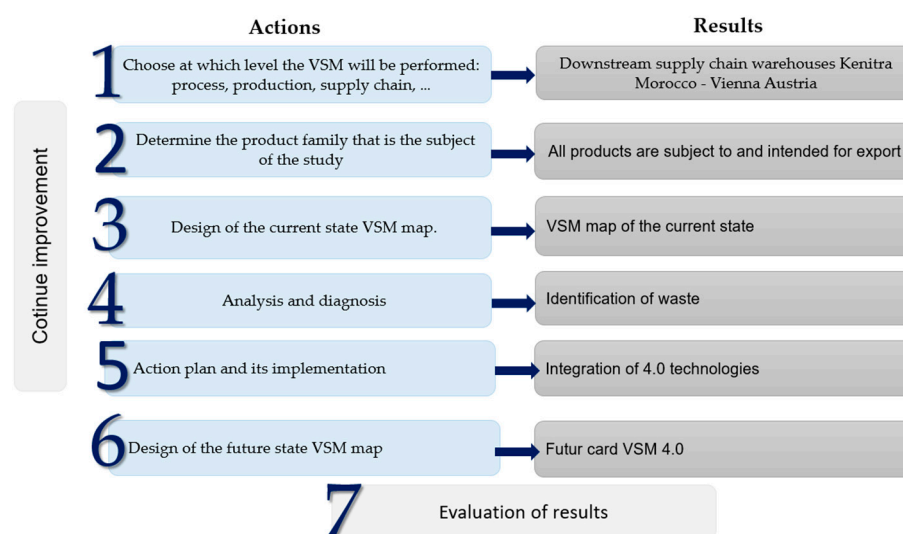 Actions
Results
1
Choose at which level the VSM will be performed:
process, production, supply chain, ...
Downstream supply chain warehouses Kenitra
Morocco - Vienna Austria
2
Determine the product family that is the subject
of the study
All products are subject to and intended for export
3
Design of the current state VSM map.
VSM map of the current state
4
Analysis and diagnosis
Identification of waste
5
Action plan and its implementation
Integration of 4.0 technologies
6
Design of the future state VSM map
Futur card VSM 4.0
7
Evaluation of results
Cotinue improvement